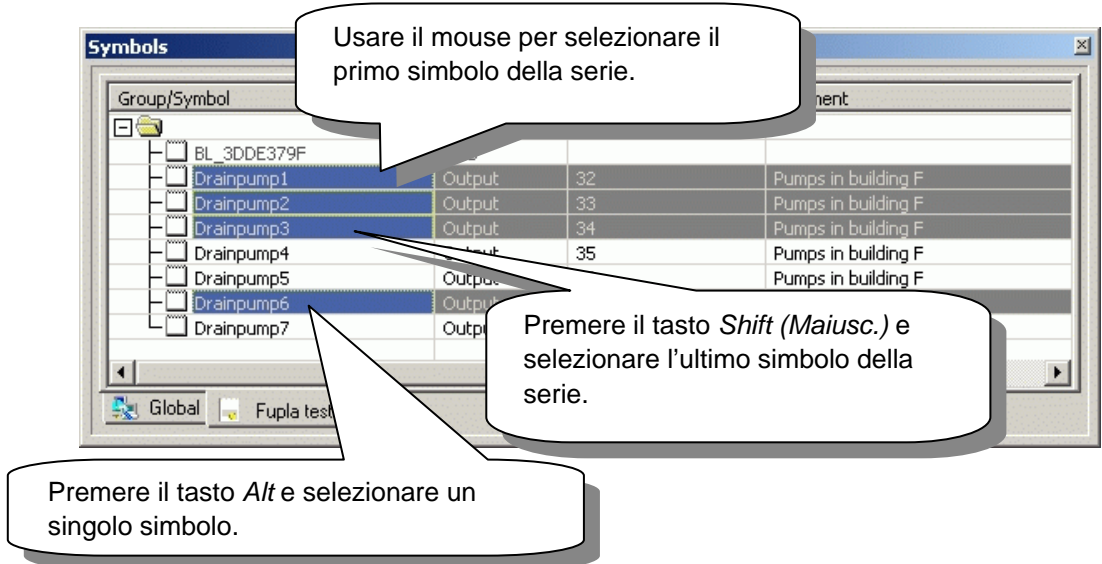 Usare il mouse per selezionare il
primo simbolo della serie.
Symbols
Group/Symbol
BL_3DDE379F
Drainpump1 Output 32 Pumps in building F
Drainpump2 Output 33 Pumps in building F
Drainpump3 Output 34 Pumps in building F
Drainpump4 35 Pumps in building F
Drainpump5 Output Pumps in building F
Drainpump6 Output
Drainpump7
Premere il tasto Shift (Maiusc.) e
selezionare l’ultimo simbolo della
serie.
Global Fupla test
Premere il tasto Alt e selezionare un
singolo simbolo.